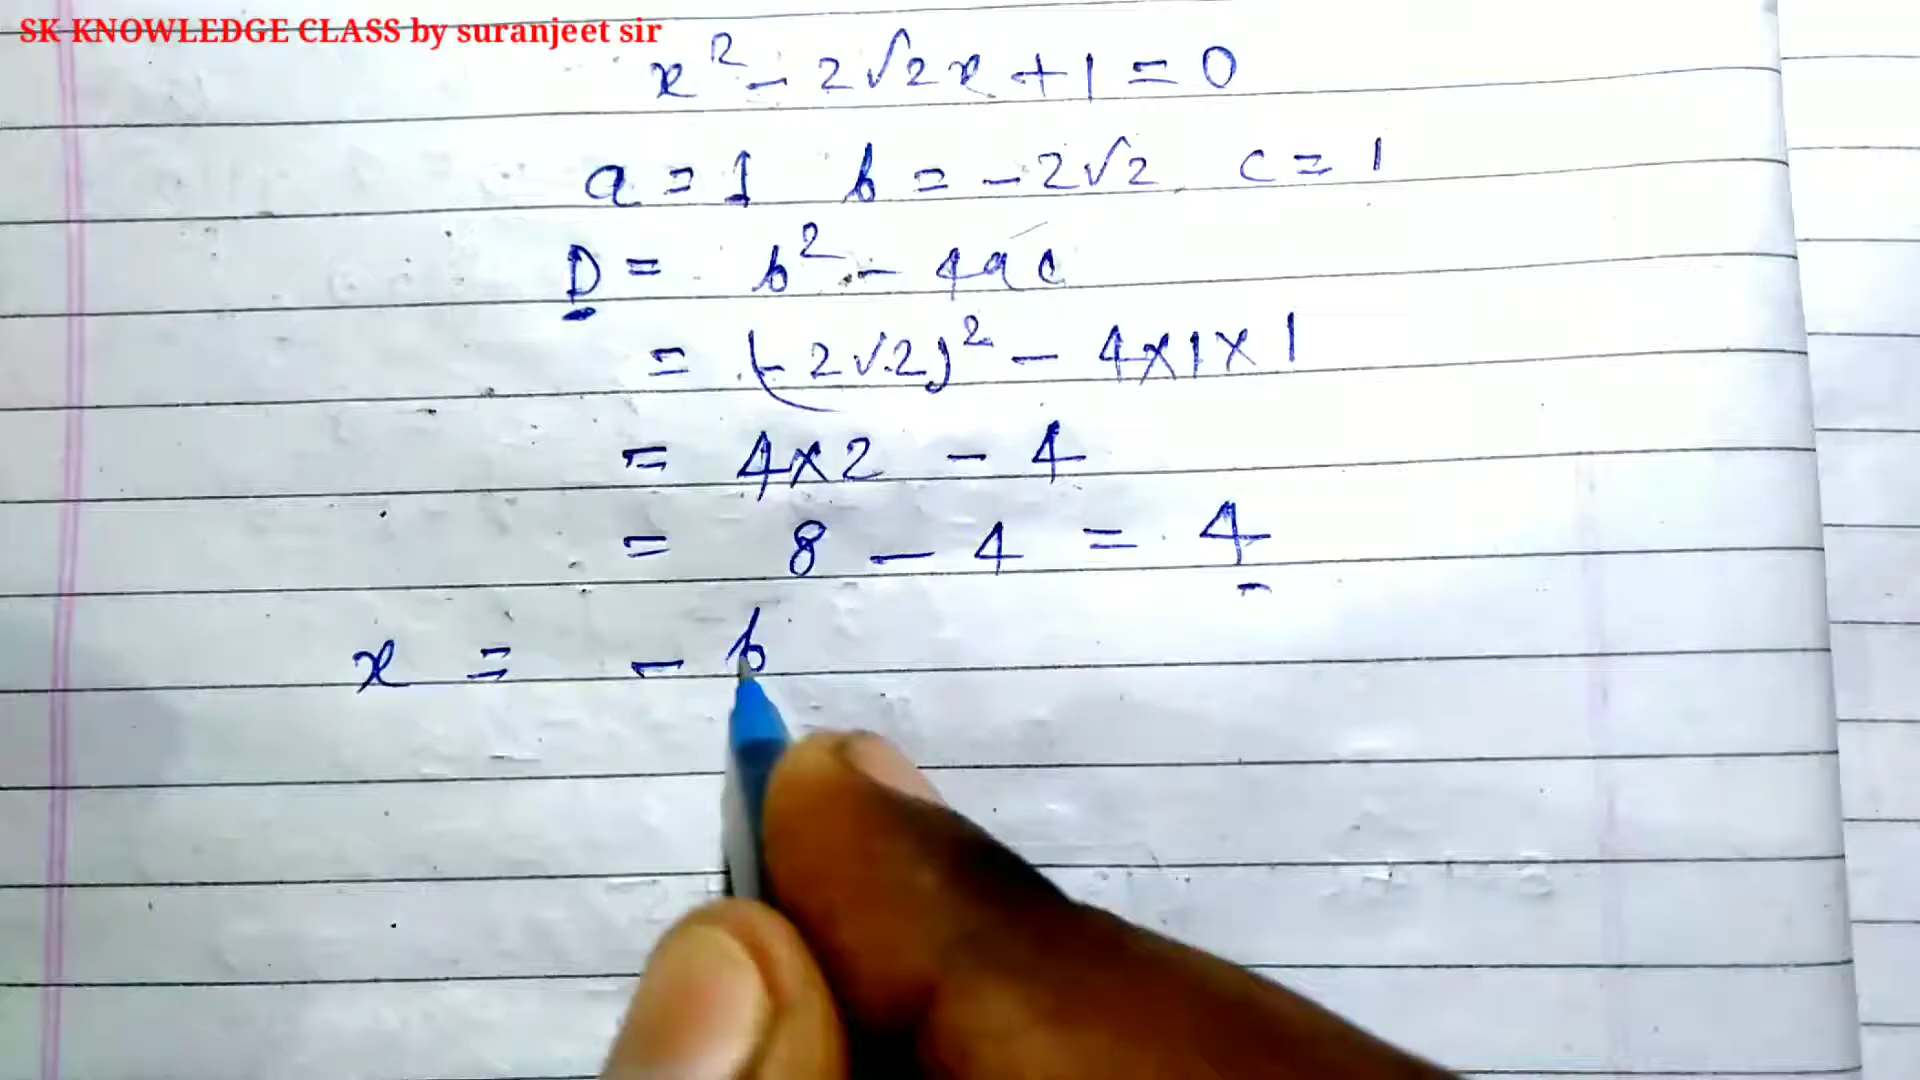 SK KNOWLEDGE CLASS by suranjeet sir
x² - 2√2x + 1 = 0
a = 1 b = - 2√2 c = 1
D = b² - 4ac
= (-2√2)² - 4×1×1
= 4×2 - 4
= 8 - 4 = 4
x = - b